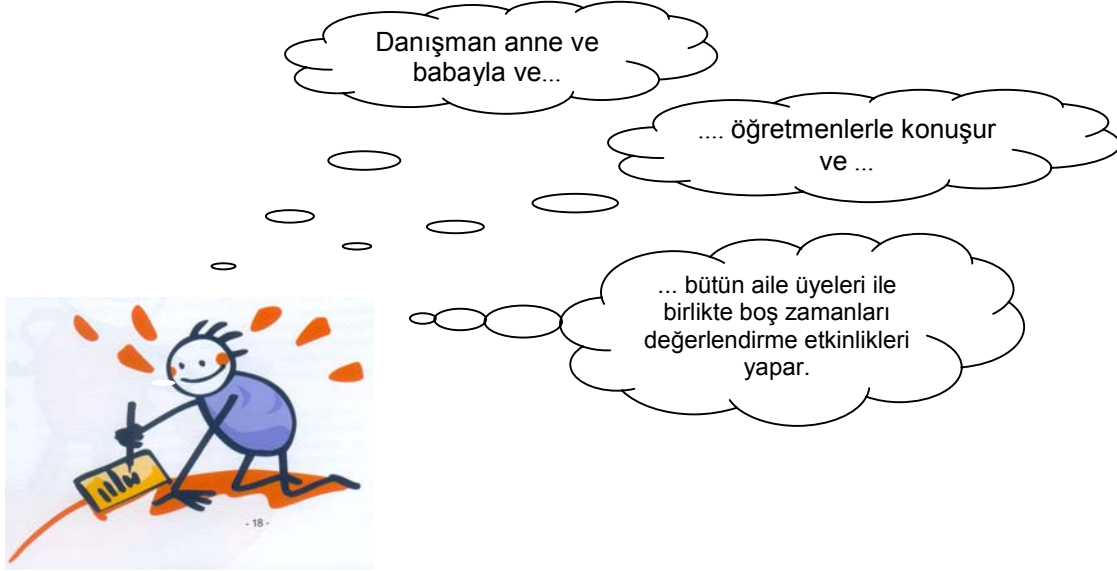 Danışman anne ve
babayla ve...
.... öğretmenlerle konuşur
ve ...
... bütün aile üyeleri ile
birlikte boş zamanları
değerlendirme etkinlikleri
yapar.
- 18 -